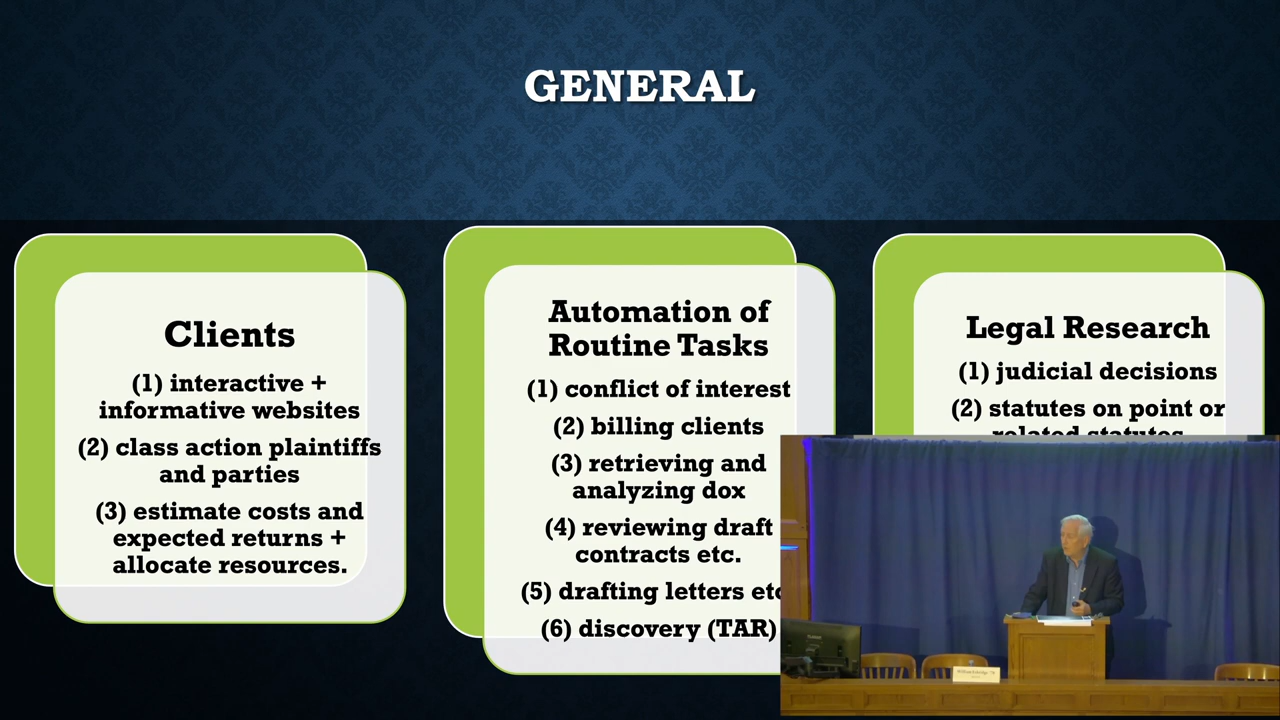 GENERAL
Clients
(1) interactive +
informative websites
(2) class action plaintiffs
and parties
(3) estimate costs and
expected returns +
allocate resources.
Automation of
Routine Tasks
(1) conflict of interest
(2) billing clients
(3) retrieving and
analyzing dox
(4) reviewing draft
contracts etc.
(5) drafting letters etc
(6) discovery (TAR)
Legal Research
(1) judicial decisions
(2) statutes on point or
related statutes